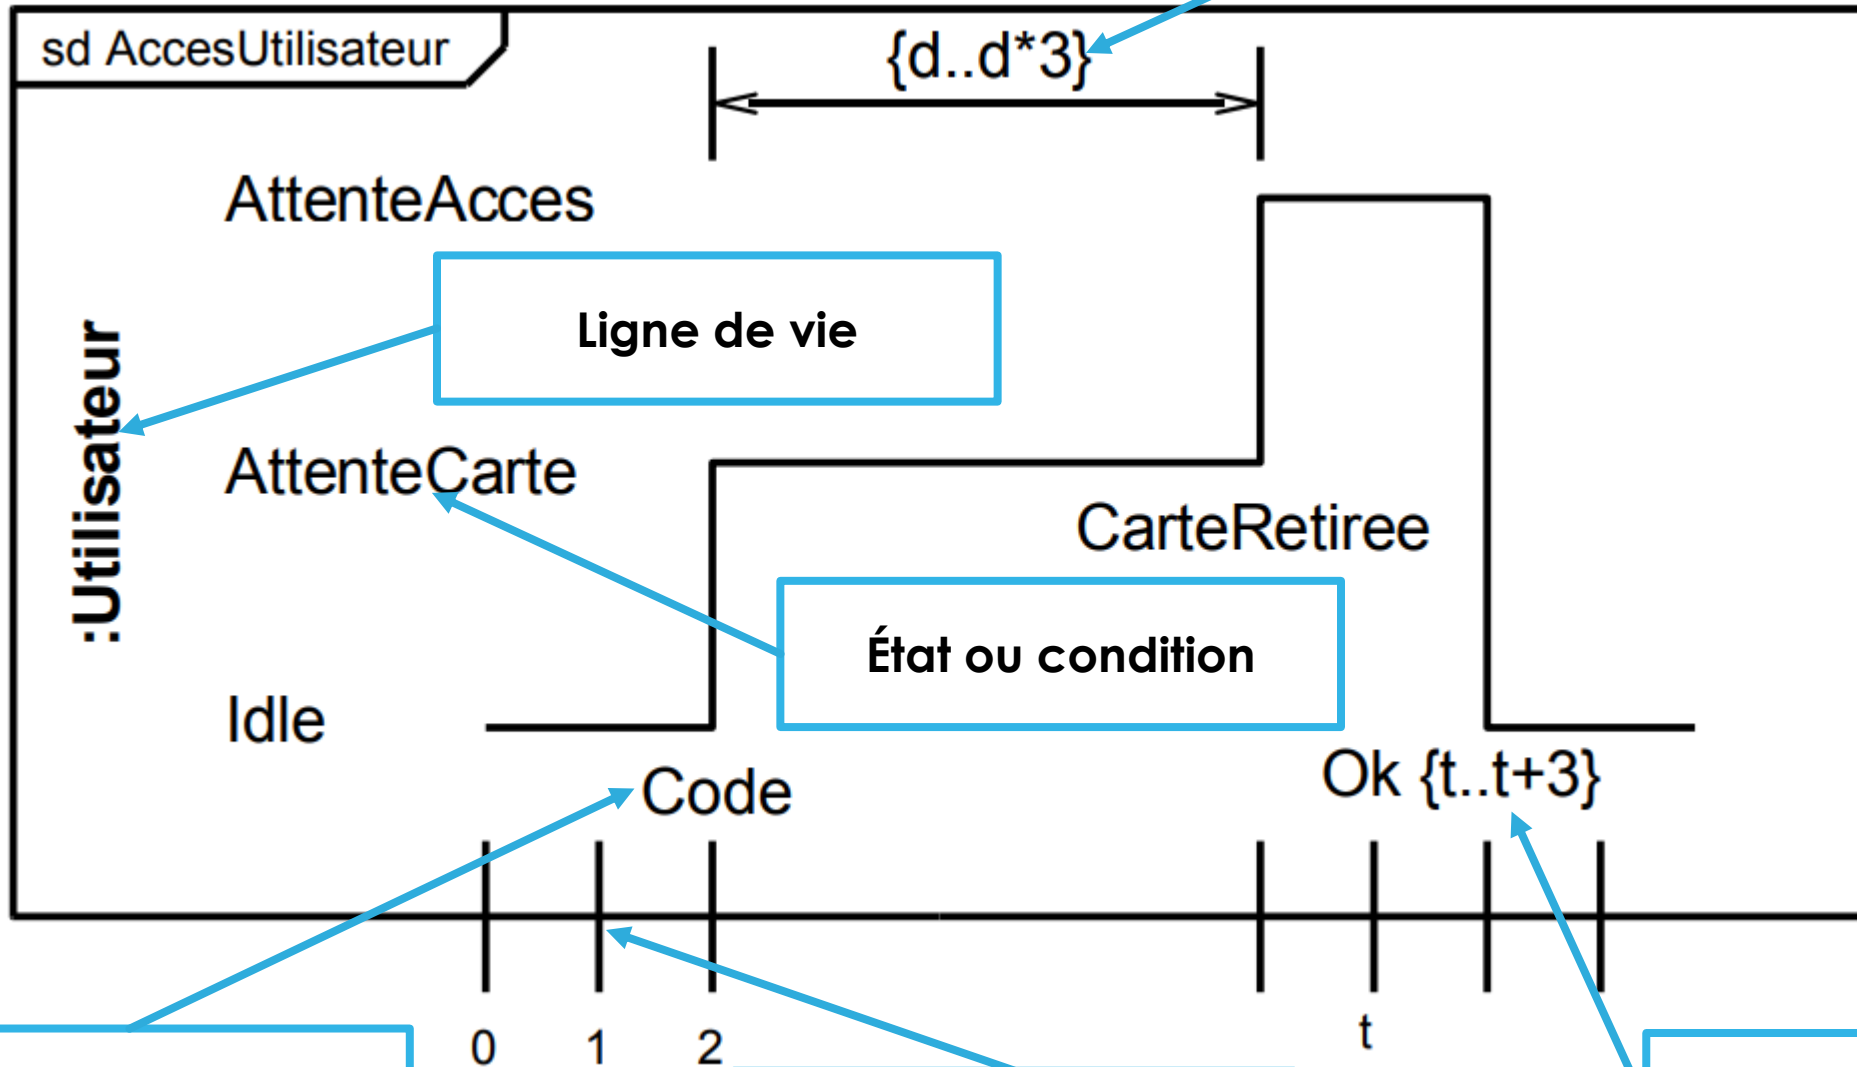 sd AccesUtilisateur
{d..d*3}
AttenteAcces
Ligne de vie
:Utilisateur
AttenteCarte
CarteRetiree
État ou condition
Idle
Code
Ok {t..t+3}
0 1 2 t